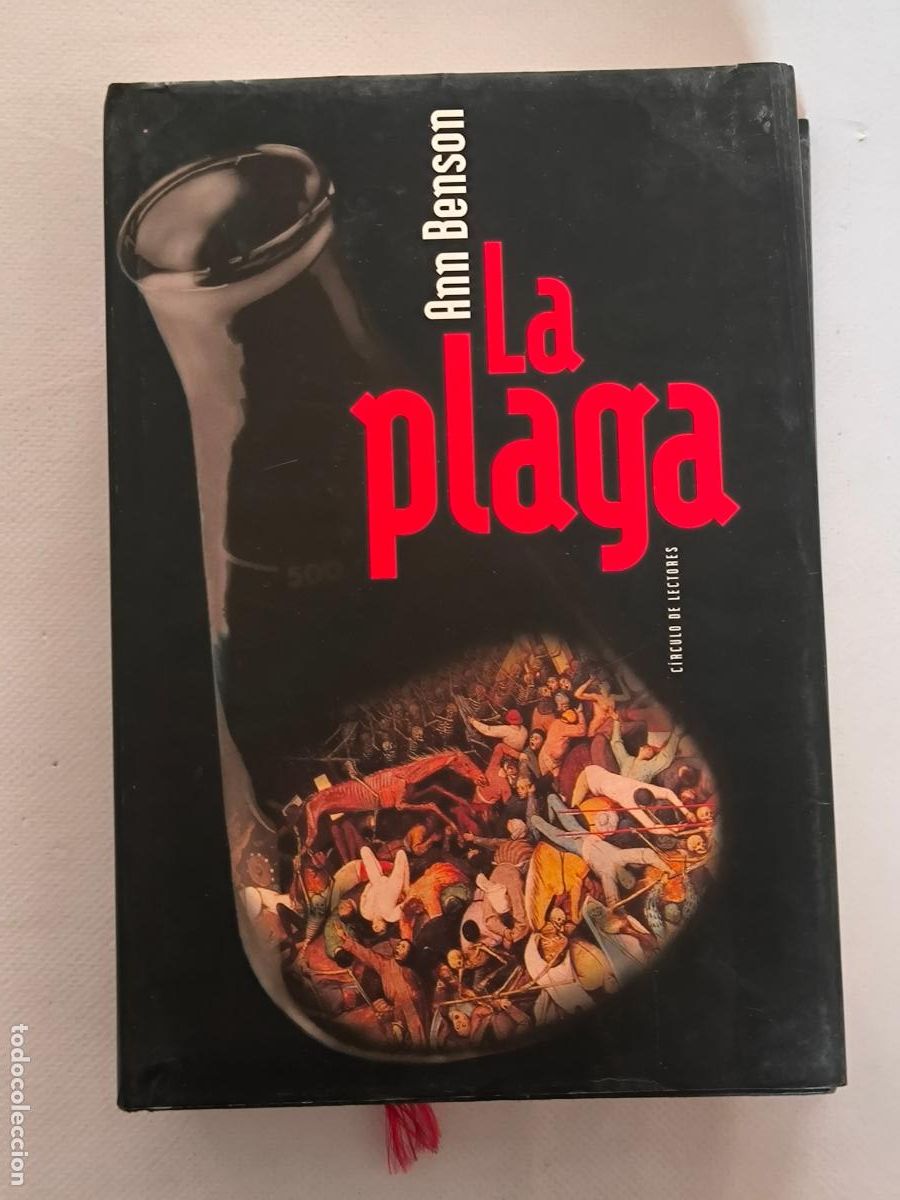 Ann Benson
La
plaga
CÍRCULO DE LECTORES
500
todocoleccion